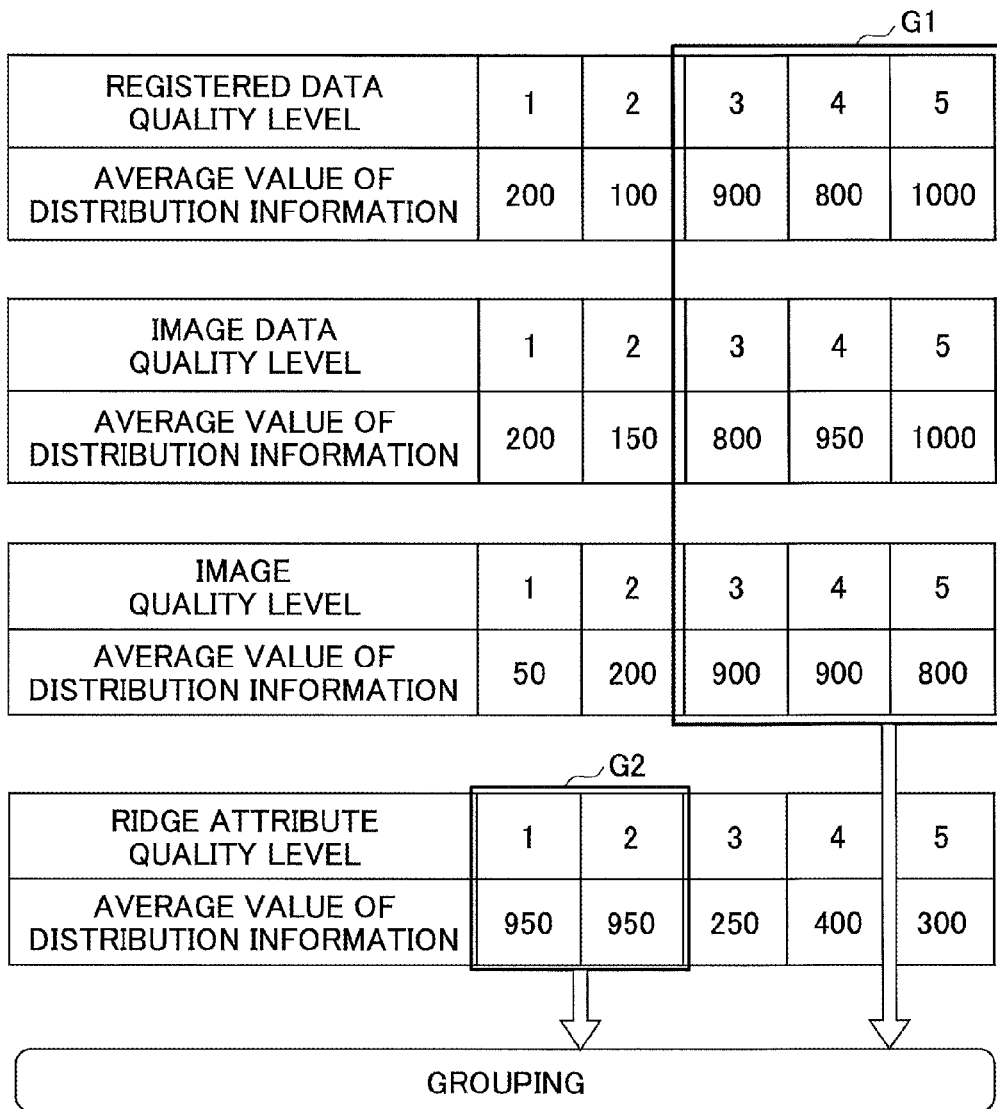 G1
REGISTERED DATA
QUALITY LEVEL 1 2 3 4 5
AVERAGE VALUE OF
DISTRIBUTION INFORMATION 200 100 900 800 1000
IMAGE DATA
QUALITY LEVEL 1 2 3 4 5
AVERAGE VALUE OF
DISTRIBUTION INFORMATION 200 150 800 950 1000
IMAGE
QUALITY LEVEL 1 2 3 4 5
AVERAGE VALUE OF
DISTRIBUTION INFORMATION 50 200 900 900 800
G2
RIDGE ATTRIBUTE
QUALITY LEVEL 1 2 3 4 5
AVERAGE VALUE OF
DISTRIBUTION INFORMATION 950 950 250 400 300
GROUPING